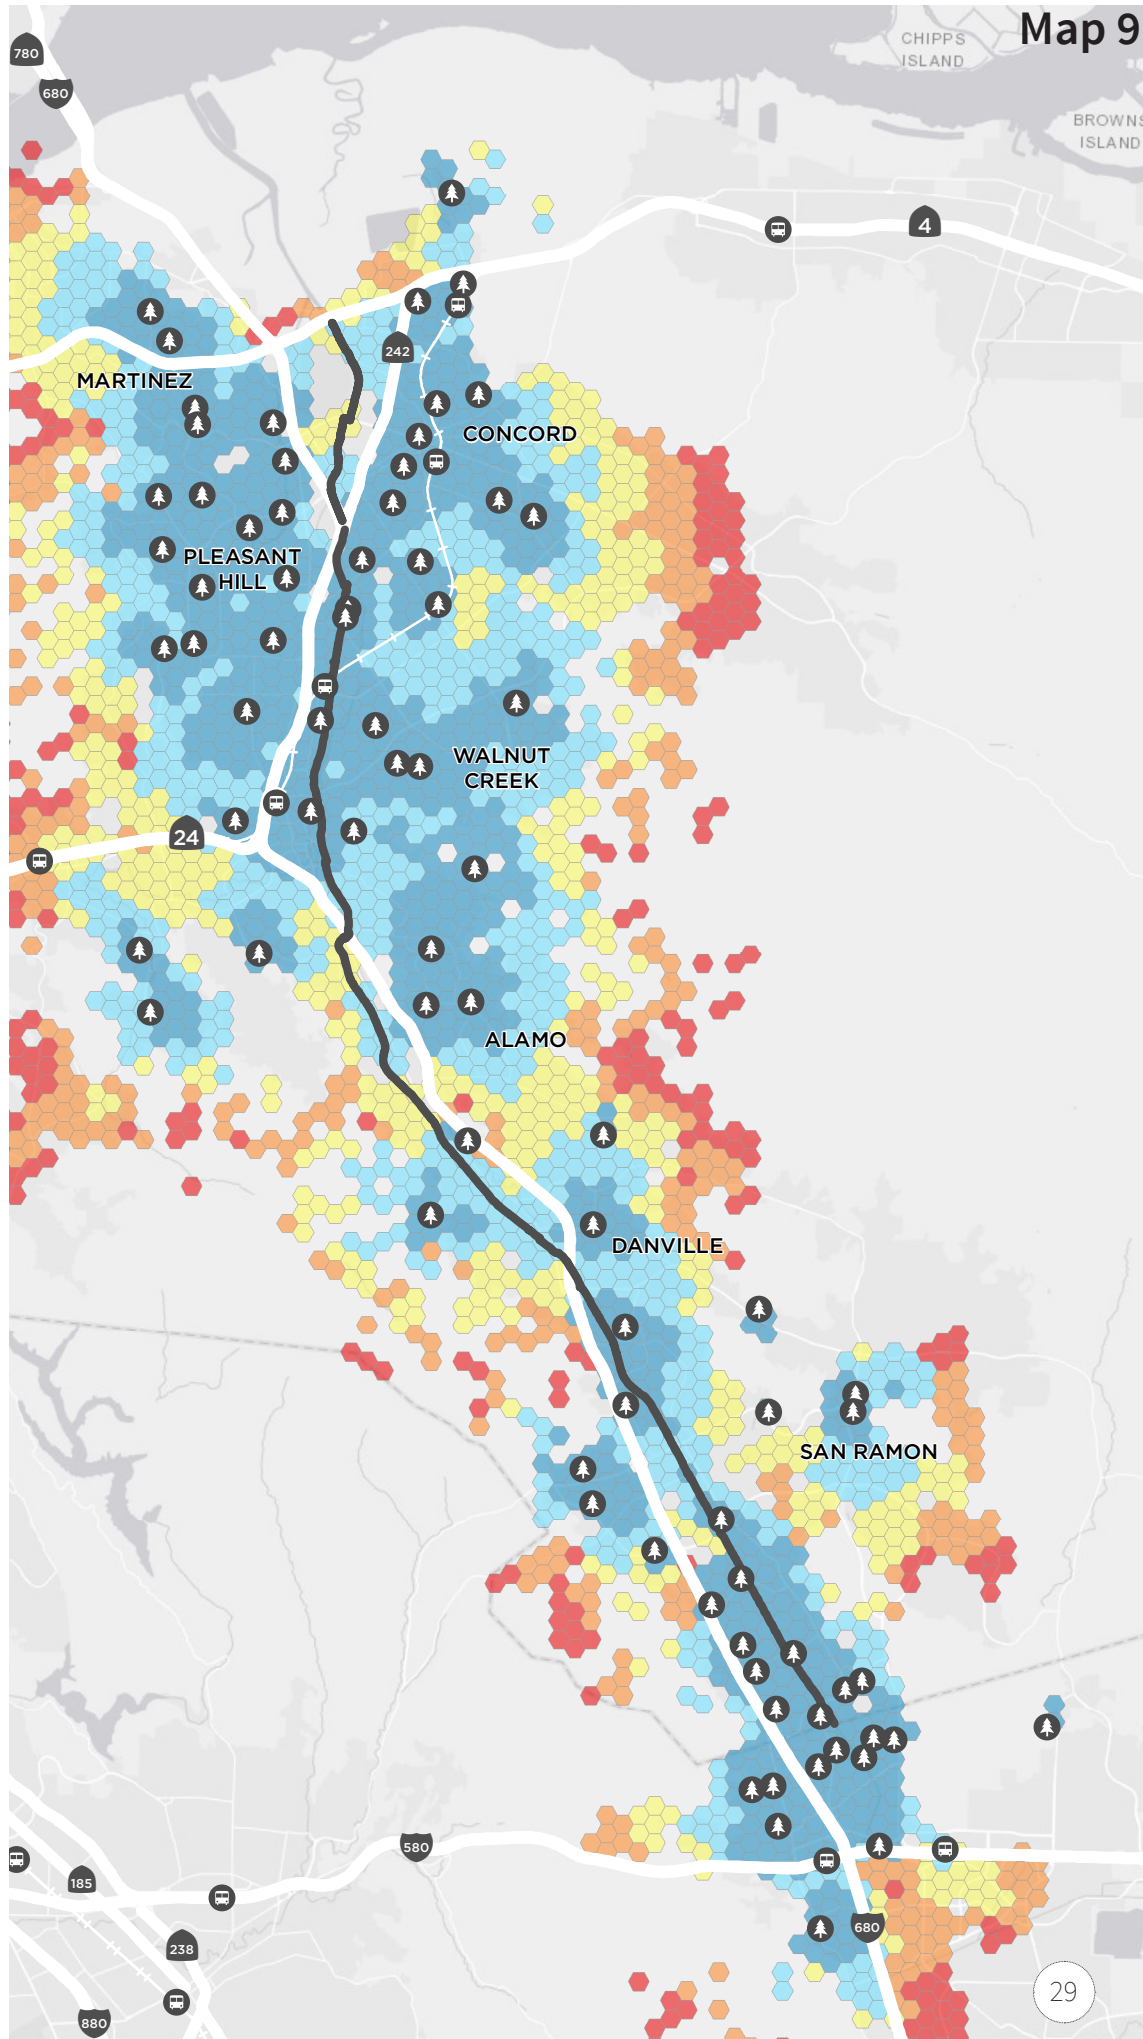 Map 9
CHIPPS
ISLAND
780
680
BROWNS
ISLAND
4
242
MARTINEZ
CONCORD
PLEASANT
HILL
WALNUT
CREEK
24
ALAMO
DANVILLE
SAN RAMON
580
185
680
238
29
880